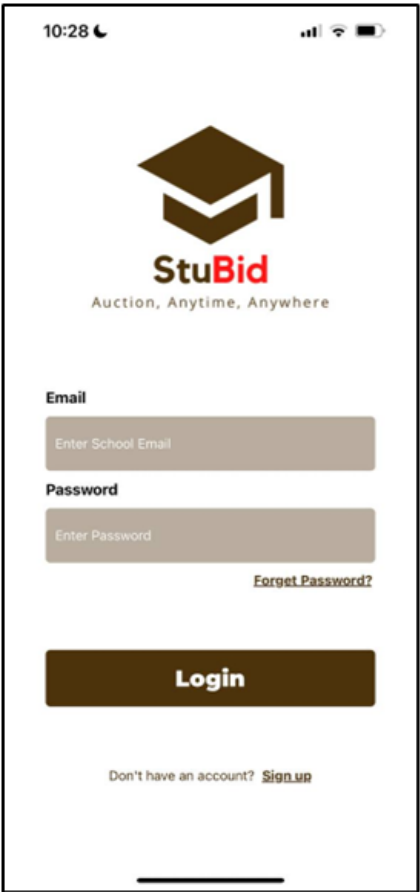 10:28
StuBid
Auction, Anytime, Anywhere
Email
Enter School Email
Password
Enter Password
Forget Password?
Login
Don't have an account? Sign up